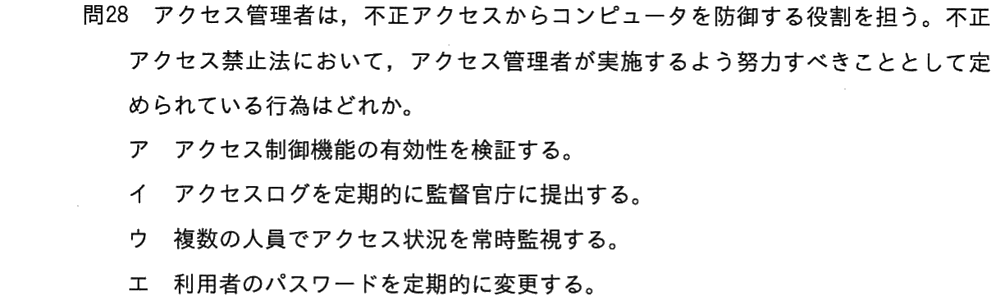 問28 アクセス管理者は，不正アクセスからコンピュータを防御する役割を担う。不正
アクセス禁止法において，アクセス管理者が実施するよう努力すべきこととして定
められている行為はどれか。
ア アクセス制御機能の有効性を検証する。
イ アクセスログを定期的に監督官庁に提出する。
ウ 複数の人員でアクセス状況を常時監視する。
エ 利用者のパスワードを定期的に変更する。